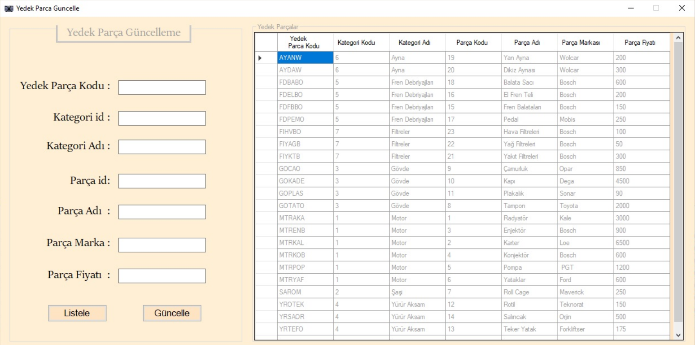 Yedek Parca Guncelle
Yedek Parça Güncelleme
Yedek Parça Kodu :
Kategori id :
Kategori Adı :
Parça id:
Parça Adı :
Parça Marka :
Parça Fiyatı :
Listele Güncelle
Yedek Parçalar
Yedek Parca Kodu Kategori Kodu Kategori Adı Parça Kodu Parça Adı Parça Markası Parça Fiyatı
AYANW 6 Ayna 19 Yan Ayna Wolcar 200
AYDAW 6 Ayna 20 Dikiz Aynası Wolcar 300
FDBABO 5 Fren Debriyajları 18 Balata Sacı Bosch 600
FDELBO 5 Fren Debriyajları 16 El Fren Teli Bosch 200
FDFBBO 5 Fren Debriyajları 15 Fren Balataları Bosch 150
FDPEMO 5 Fren Debriyajları 17 Pedal Mobis 250
FIHVBO 7 Filtreler 23 Hava Filtreleri Bosch 100
FIYAGB 7 Filtreler 22 Yağ Filtreleri Bosch 50
FIYKTB 7 Filtreler 21 Yakıt Filtreleri Bosch 300
GOCAO 3 Gövde 9 Çamurluk Opar 850
GOKADE 3 Gövde 10 Kapı Dega 4500
GOPLAS 3 Gövde 11 Plakalık Sonar 90
GOTATO 3 Gövde 8 Tampon Toyota 2000
MTRAKA 1 Motor 1 Radyatör Kale 3000
MTRENB 1 Motor 3 Enjektör Bosch 900
MTRKAL 1 Motor 2 Karter 6500
MTRKOB 1 Motor 4 Konjektör Bosch 600
MTRPOP 1 Motor 5 Pompa PGT 1200
MTRYAF 1 Motor 6 Yataklar Ford 600
SAROM 2 Şaşi 7 Roll Cage Maverick 250
YROTEK 4 Yürür Aksam 12 Rotil Teknorot 150
YRSAOR 4 Yürür Aksam 14 Salıncak 500
YRTEFO 4 Yürür Aksam 13 Teker Yatak Forkliftser 175